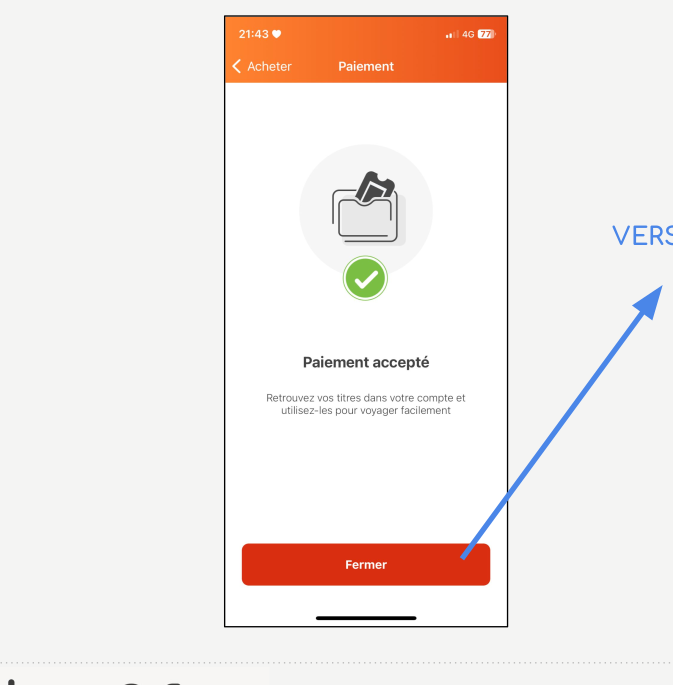 21:43
4G 77
Acheter
Paiement
VERS
Paiement accepté
Retrouvez vos titres dans votre compte et
utilisez-les pour voyager facilement
Fermer